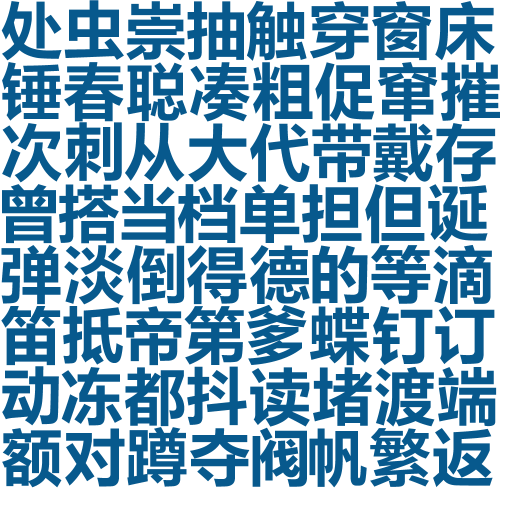 处虫崇抽触穿窗床
锤春聪凑粗促窜摧
次刺从大代带戴存
曾搭当档单担但诞
弹淡倒得德的等滴
笛抵帝第爹蝶钉订
动冻都抖读堵渡端
额对蹲夺阀帆繁返